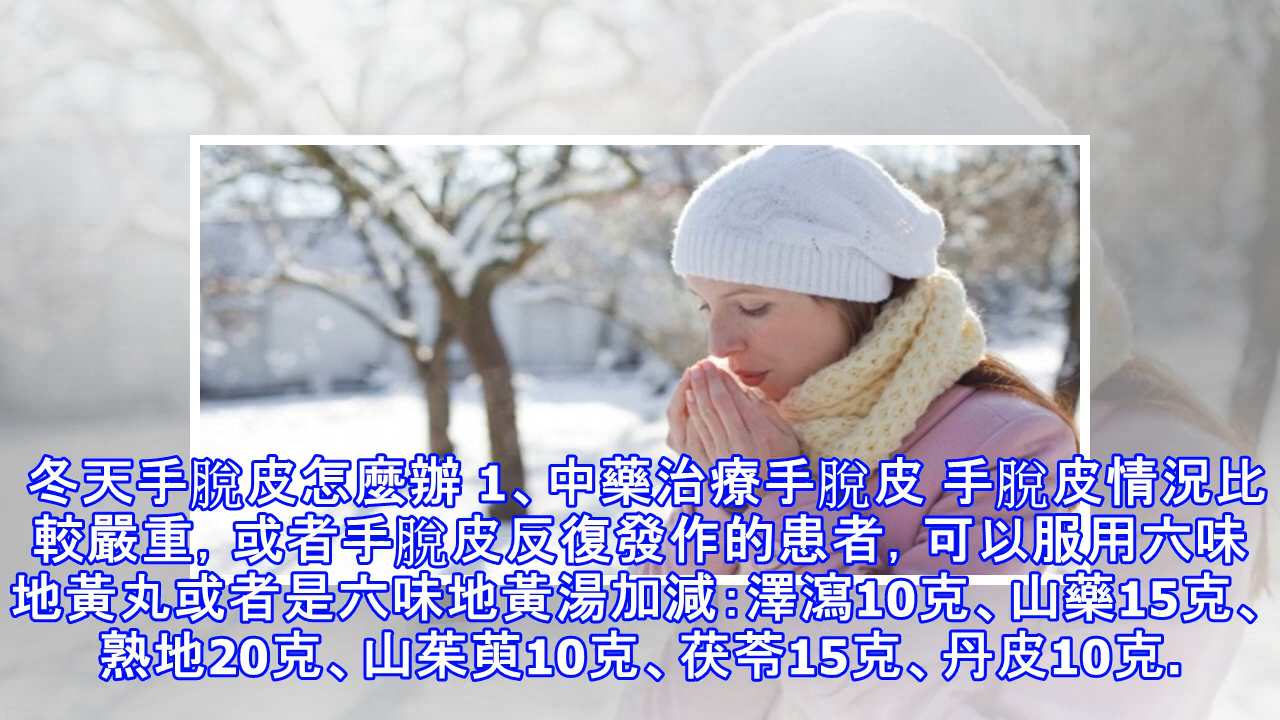 冬天手脫皮怎麼辦 1、中藥治療手脫皮 手脫皮情況比
較嚴重, 或者手脫皮反復發作的患者, 可以服用六味
地黃丸或者是六味地黃湯加減:澤瀉10克、山藥15克、
熟地20克、山茱萸10克、茯苓15克、丹皮10克.